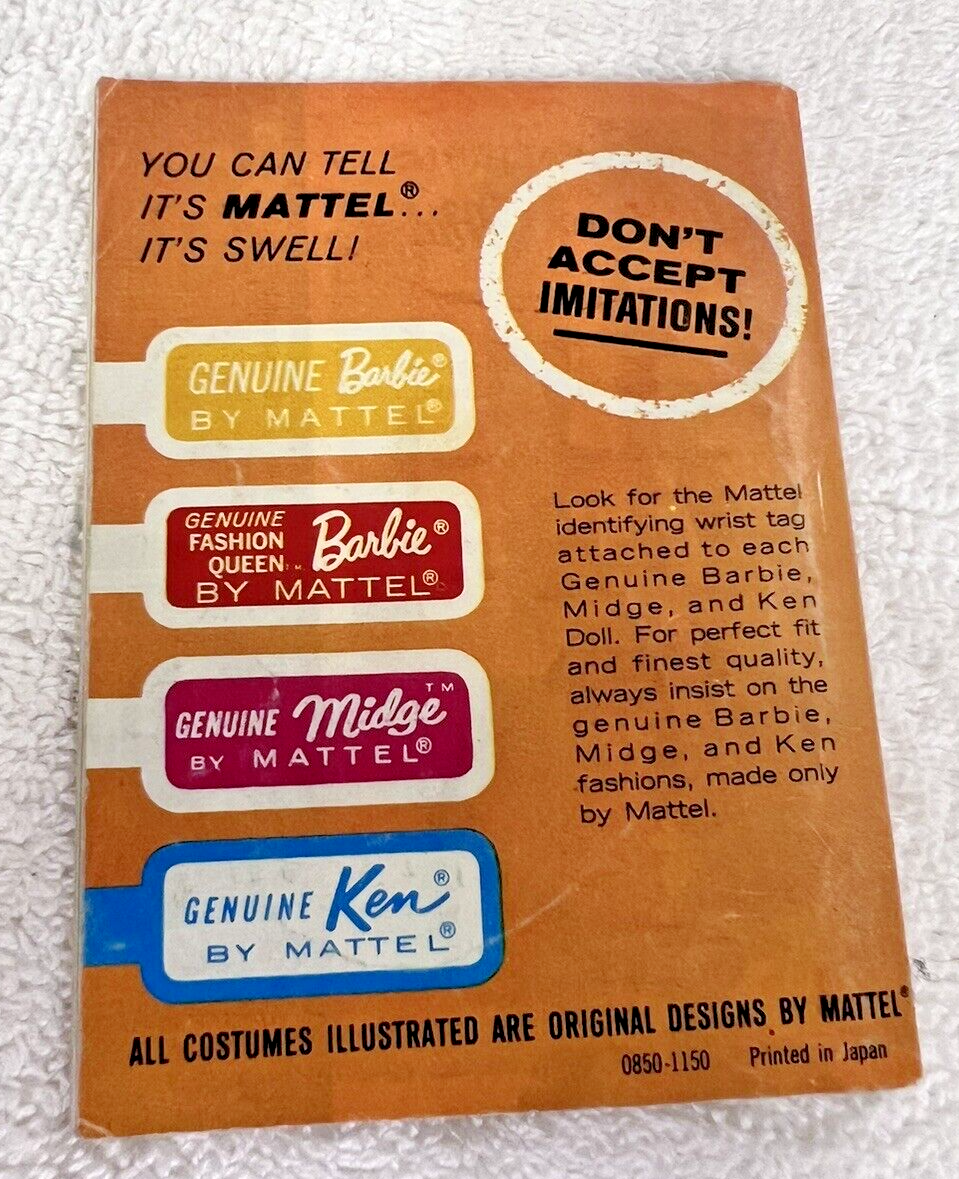 YOU CAN TELL
IT'S MATTEL®...
IT'S SWELL!
DON'T
ACCEPT
IMITATIONS!
GENUINE Barbie®
BY MATTEL®
GENUINE
FASHION
QUEEN™ Barbie®
BY MATTEL®
GENUINE Midge™
BY MATTEL®
GENUINE Ken®
BY MATTEL®
Look for the Mattel
identifying wrist tag
attached to each
Genuine Barbie,
Midge, and Ken
Doll. For perfect fit
and finest quality,
always insist on the
genuine Barbie,
Midge, and Ken
fashions, made only
by Mattel.
ALL COSTUMES ILLUSTRATED ARE ORIGINAL DESIGNS BY MATTEL®
0850-1150 Printed in Japan